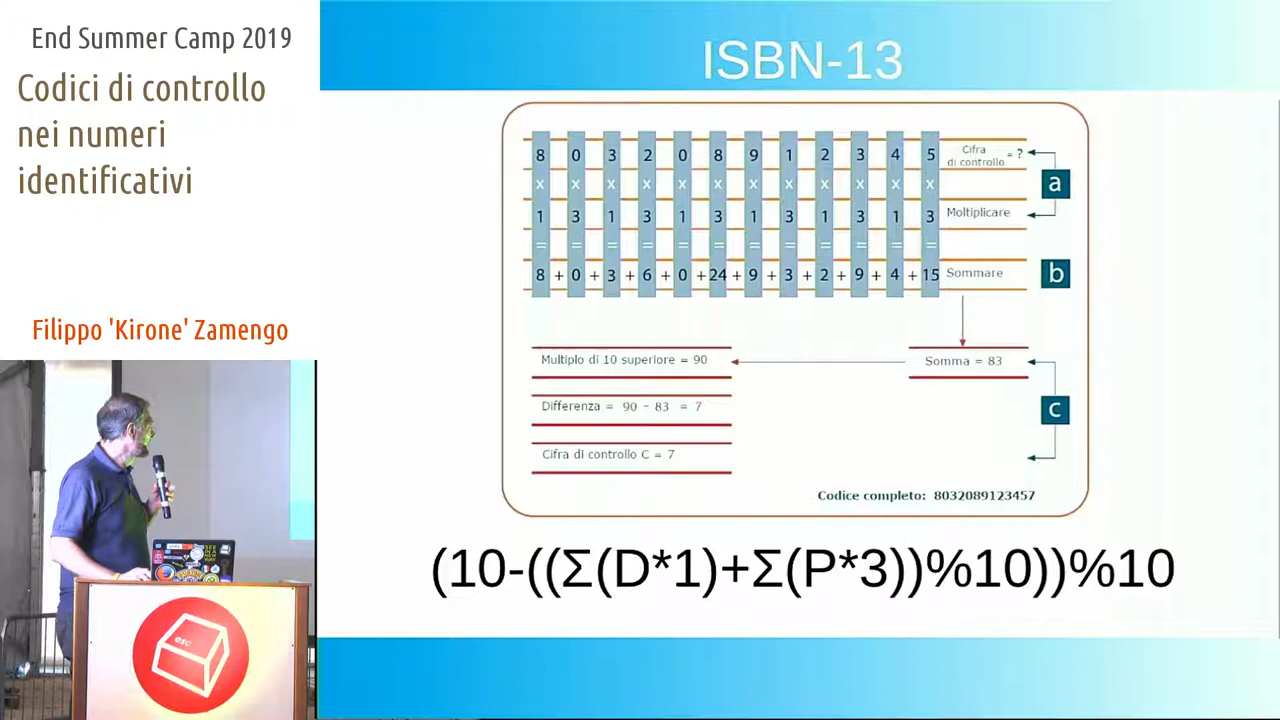 End Summer Camp 2019
Codici di controllo
nei numeri
identificativi
Filippo 'Kirone' Zamengo
ISBN-13
8 0 3 2 0 8 9 1 2 3 4 5 Cifra di controllo = ?
x x x x x x x x x x x x
a
1 3 1 3 1 3 1 3 1 3 1 3 Moltiplicare
= = = = = = = = = = = =
8 + 0 + 3 + 6 + 0 + 24 + 9 + 3 + 2 + 9 + 4 + 15 Sommare
b
Multiplo di 10 superiore = 90
Somma = 83
Differenza = 90 - 83 = 7
c
Cifra di controllo C = 7
Codice completo: 8032089123457
(10-((Σ(D*1)+Σ(P*3))%10))%10
esc